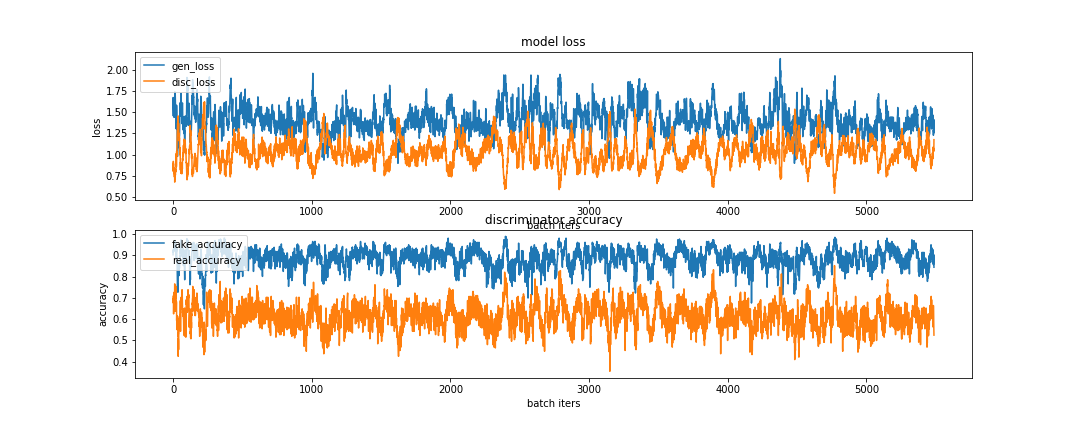 model loss
gen_loss
disc_loss
loss
2.00
1.75
1.50
1.25
1.00
0.75
0.50
0 1000 2000 3000 4000 5000
batch iters
discriminator accuracy
fake_accuracy
real_accuracy
accuracy
1.0
0.9
0.8
0.7
0.6
0.5
0.4
0 1000 2000 3000 4000 5000
batch iters